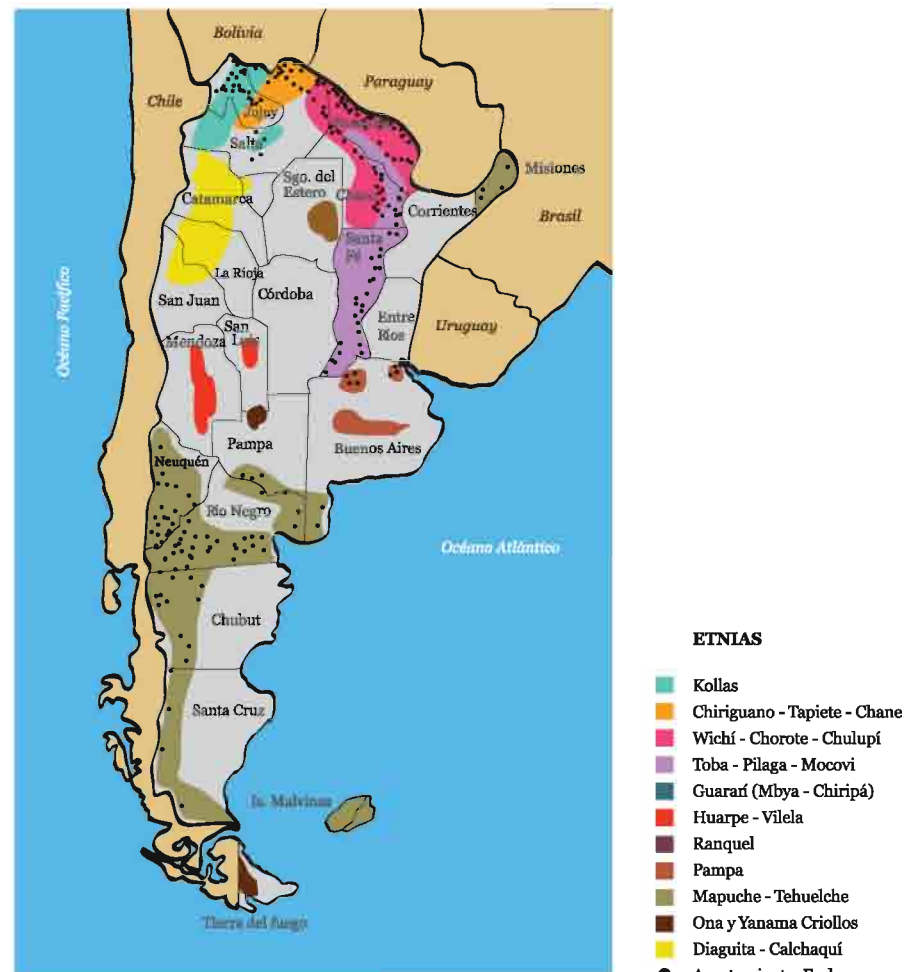 Bolivia
Paraguay
Chile
Jujuy
Salta
Misiones
Sgo. del
Estero
Catamarca
Chaco
Corrientes
Brasil
Santa
Fé
La Rioja
San Juan
Córdoba
Entre
Ríos
Uruguay
San
Luis
Mendoza
Océano Pacífico
Pampa
Buenos Aires
Neuquén
Río Negro
Océano Atlántico
Chubut
Santa Cruz
Is. Malvinas
Tierra del fuego
ETNIAS
Kollas
Chiriguano - Tapiete - Chane
Wichí - Chorote - Chulupí
Toba - Pilaga - Mocovi
Guaraní (Mbya - Chiripá)
Huarpe - Vilela
Ranquel
Pampa
Mapuche - Tehuelche
Ona y Yanama Criollos
Diaguita - Calchaquí